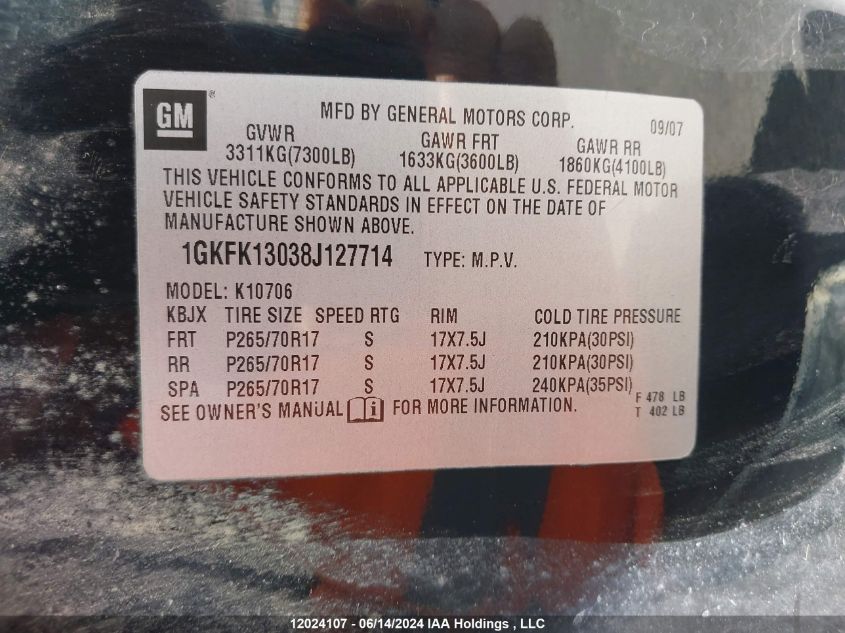 GM ®
MFD BY GENERAL MOTORS CORP. 09/07
GVWR GAWR FRT GAWR RR
3311KG(7300LB) 1633KG(3600LB) 1860KG(4100LB)
THIS VEHICLE CONFORMS TO ALL APPLICABLE U.S. FEDERAL MOTOR
VEHICLE SAFETY STANDARDS IN EFFECT ON THE DATE OF
MANUFACTURE SHOWN ABOVE.
1GKFK13038J127714 TYPE: M.P.V.
MODEL: K10706
KBJX TIRE SIZE SPEED RTG RIM COLD TIRE PRESSURE
FRT P265/70R17 S 17X7.5J 210KPA(30PSI)
RR P265/70R17 S 17X7.5J 210KPA(30PSI)
SPA P265/70R17 S 17X7.5J 240KPA(35PSI)
SEE OWNER'S MANUAL i FOR MORE INFORMATION.
F 478 LB
T 402 LB
12024107 - 06/14/2024 IAA Holdings , LLC